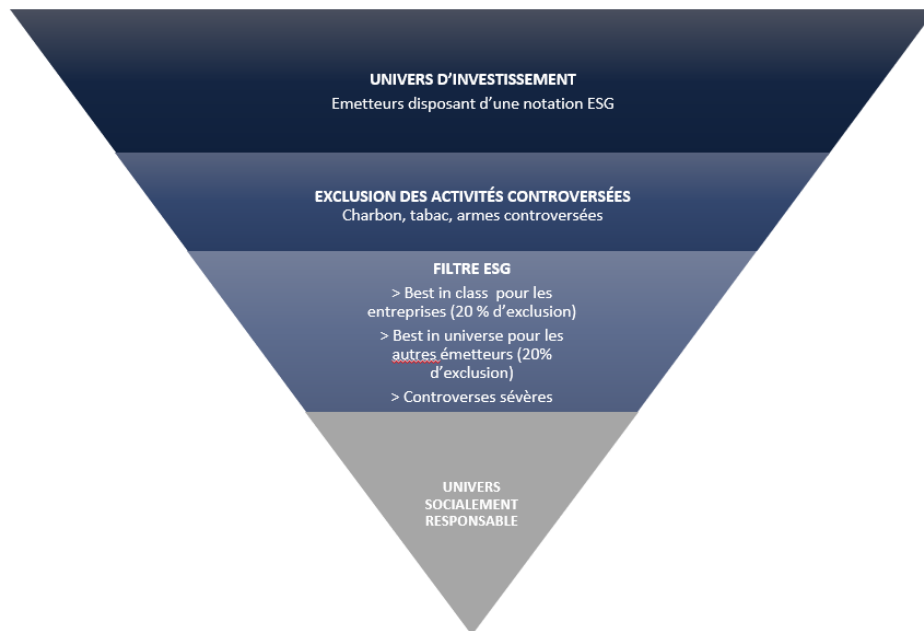 UNIVERS D'INVESTISSEMENT
Emetteurs disposant d'une notation ESG
EXCLUSION DES ACTIVITÉS CONTROVERSÉES
Charbon, tabac, armes controversées
FILTRE ESG
> Best in class pour les
entreprises (20 % d'exclusion)
> Best in universe pour les
autres émetteurs (20%
d'exclusion)
> Controverses sévères
UNIVERS
SOCIALEMENT
RESPONSABLE